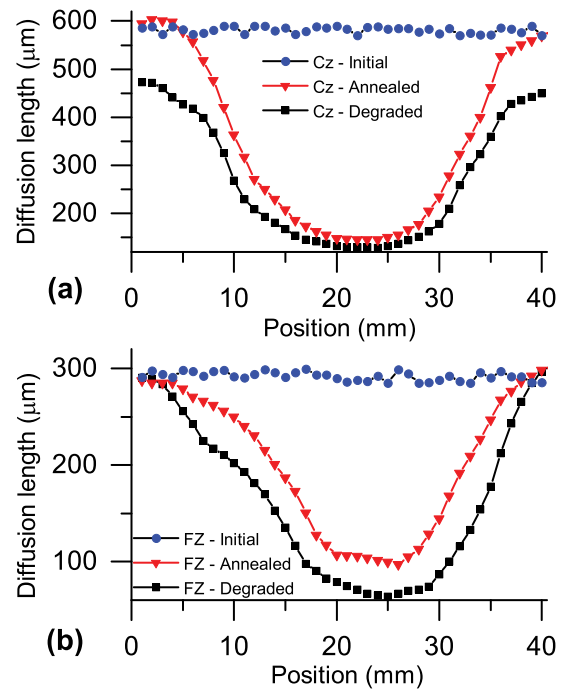 600
500
400
300
200
Diffusion length (μm)
Cz - Initial
Cz - Annealed
Cz - Degraded
0 10 20 30 40
(a)
Position (mm)
300
200
100
Diffusion length (μm)
FZ - Initial
FZ - Annealed
FZ - Degraded
0 10 20 30 40
(b)
Position (mm)